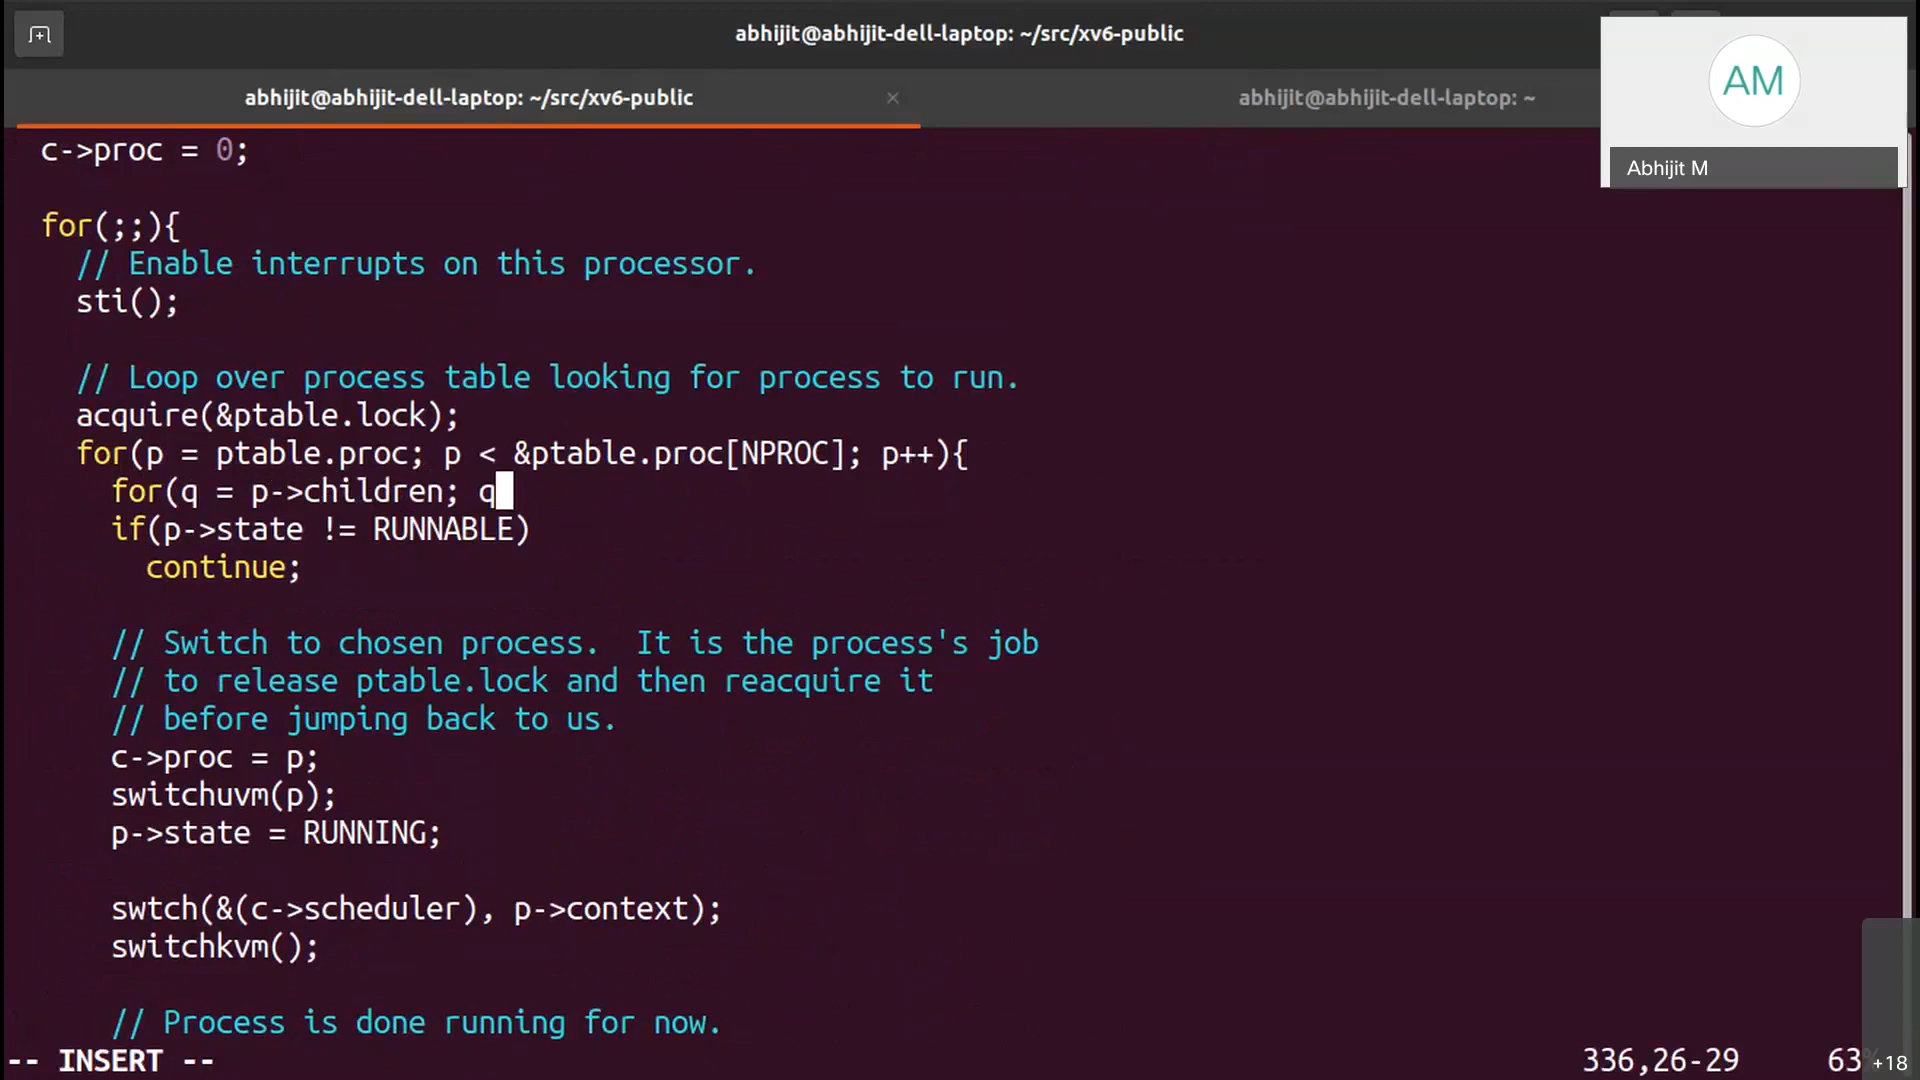 abhijit@abhijit-dell-laptop: ~/src/xv6-public
abhijit@abhijit-dell-laptop: ~/src/xv6-public ×
abhijit@abhijit-dell-laptop: ~
AM
Abhijit M
c->proc = 0;
for(;;){
// Enable interrupts on this processor.
sti();
// Loop over process table looking for process to run.
acquire(&ptable.lock);
for(p = ptable.proc; p < &ptable.proc[NPROC]; p++){
for(q = p->children; q
if(p->state != RUNNABLE)
continue;
// Switch to chosen process.  It is the process's job
// to release ptable.lock and then reacquire it
// before jumping back to us.
c->proc = p;
switchuvm(p);
p->state = RUNNING;
swtch(&(c->scheduler), p->context);
switchkvm();
// Process is done running for now.
-- INSERT -- 336,26-29 63%
+18